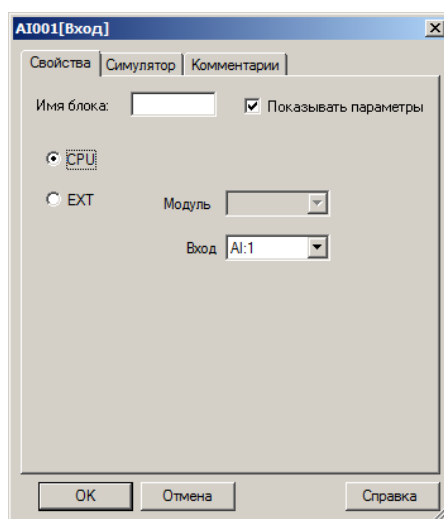 AI001[Вход]
Свойства Симулятор Комментарии
Имя блока: Показывать параметры
CPU
EXT Модуль
Вход AI:1
OK Отмена Справка